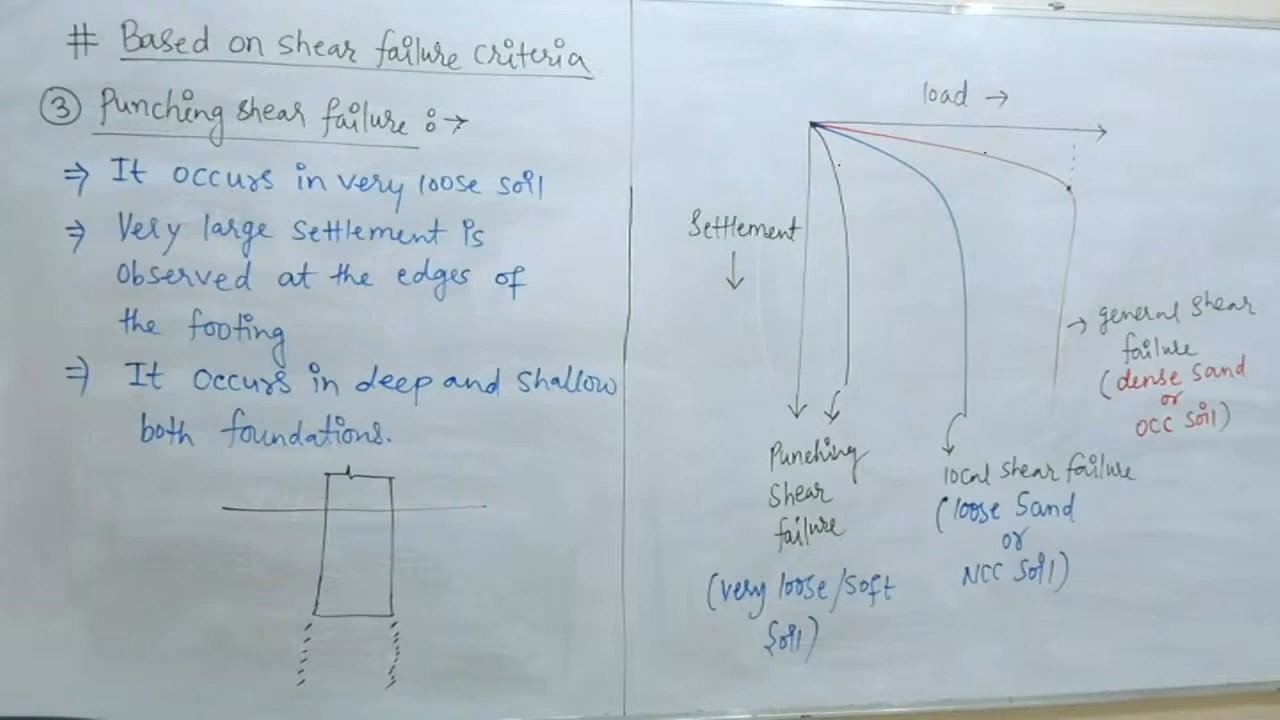 # Based on shear failure criteria
③ Punching shear failure :→
⇒ It occurs in very loose soil
⇒ Very large settlement is
observed at the edges of
the footing
⇒ It occurs in deep and shallow
both foundations.
load →
Settlement
↓
→ general shear
failure
(dense sand
or
OCC soil)
Punching
shear
failure
(very loose/soft
soil)
local shear failure
(loose sand
or
NCC soil)